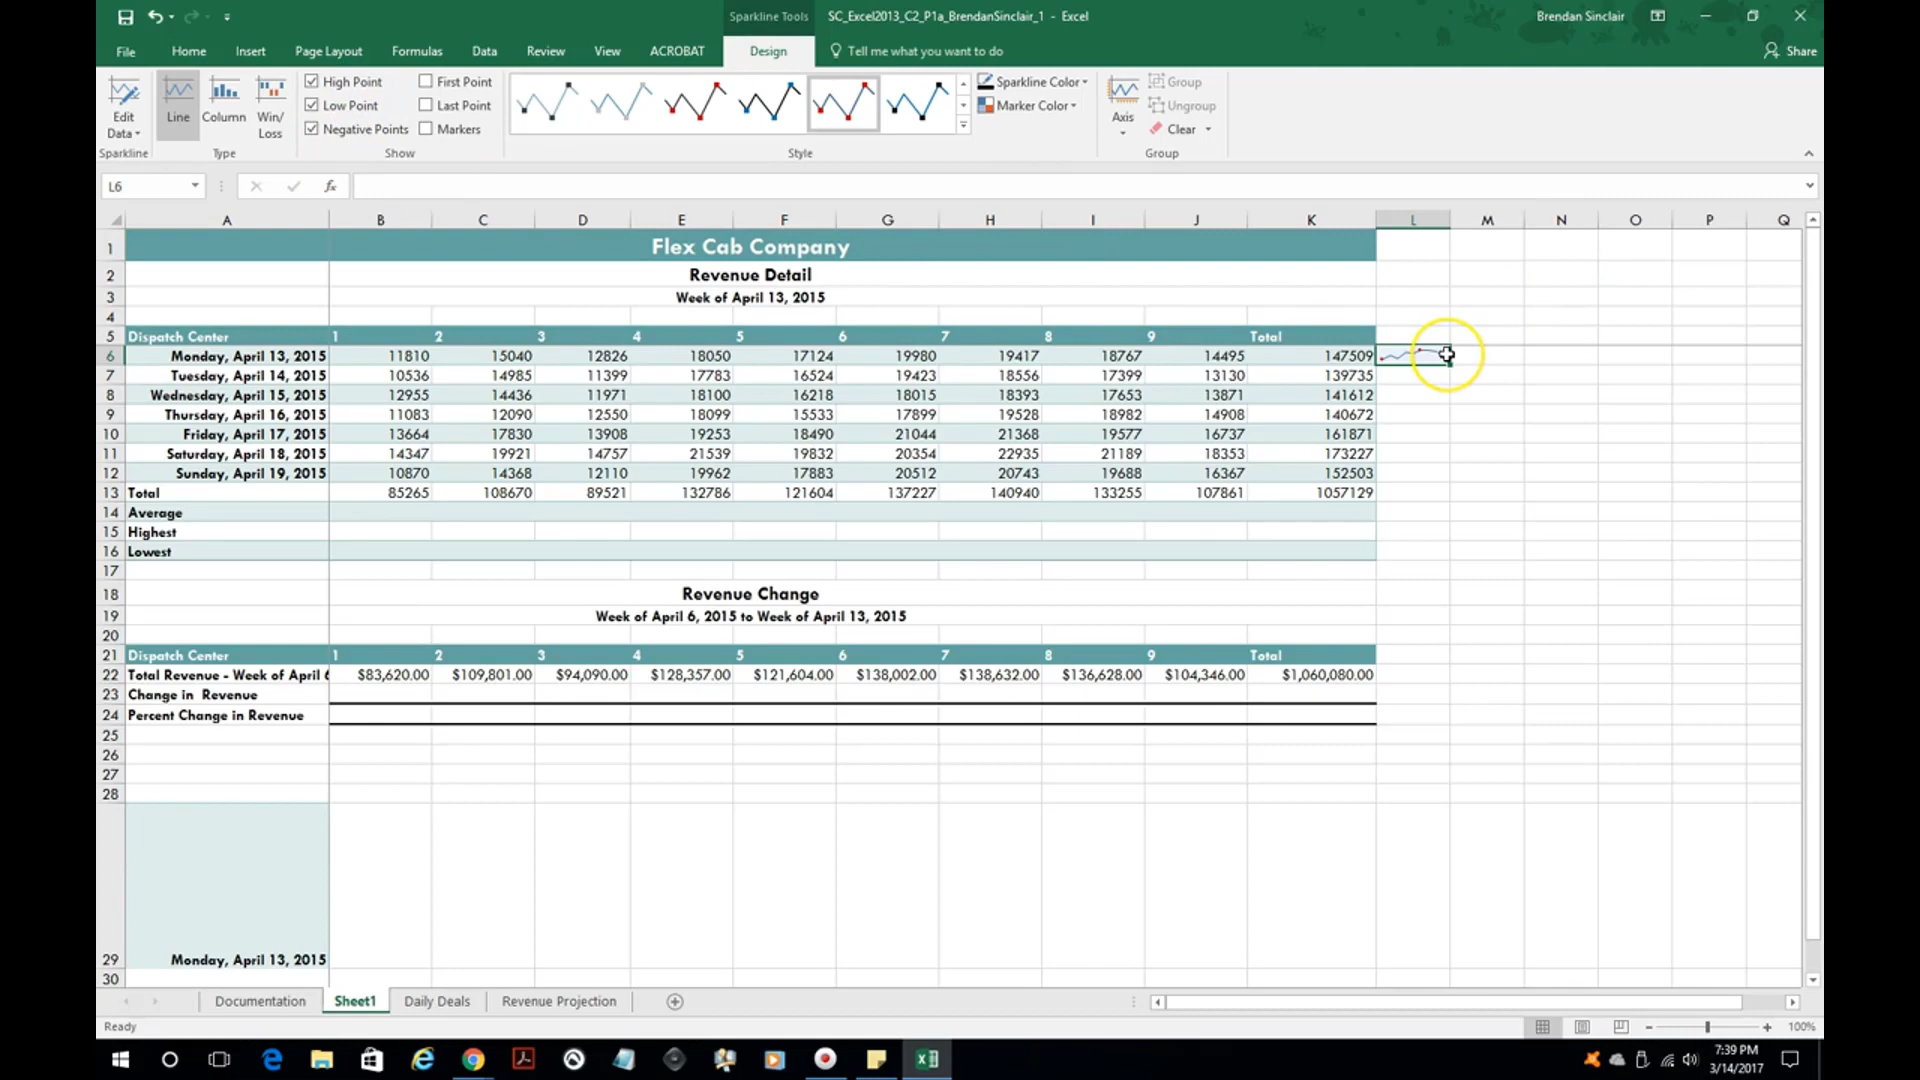 Sparkline Tools SC_Excel2013_C2_P1a_BrendanSinclair_1 - Excel Brendan Sinclair
File Home Insert Page Layout Formulas Data Review View ACROBAT Design Tell me what you want to do Share
Edit Data Line Column Win/Loss High Point First Point Sparkline Color Axis Group
Low Point Last Point Marker Color Ungroup
Negative Points Markers Clear
Sparkline Type Show Style Group
L6 fx
A B C D E F G H I J K L M N O P Q
1 Flex Cab Company
2 Revenue Detail
3 Week of April 13, 2015
4
5 Dispatch Center 1 2 3 4 5 6 7 8 9 Total
6 Monday, April 13, 2015 11810 15040 12826 18050 17124 19980 19417 18767 14495 147509
7 Tuesday, April 14, 2015 10536 14985 11399 17783 16524 19423 18556 17399 13130 139735
8 Wednesday, April 15, 2015 12955 14436 11971 18100 16218 18015 18393 17653 13871 141612
9 Thursday, April 16, 2015 11083 12090 12550 18099 15533 17899 19528 18982 14908 140672
10 Friday, April 17, 2015 13664 17830 13908 19253 18490 21044 21368 19577 16737 161871
11 Saturday, April 18, 2015 14347 19921 14757 21539 19832 20354 22935 21189 18353 173227
12 Sunday, April 19, 2015 10870 14368 12110 19962 17883 20512 20743 19688 16367 152503
13 Total 85265 108670 89521 132786 121604 137227 140940 133255 107861 1057129
14 Average
15 Highest
16 Lowest
17
18 Revenue Change
19 Week of April 6, 2015 to Week of April 13, 2015
20
21 Dispatch Center 1 2 3 4 5 6 7 8 9 Total
22 Total Revenue - Week of April 6 $83,620.00 $109,801.00 $94,090.00 $128,357.00 $121,604.00 $138,002.00 $138,632.00 $136,628.00 $104,346.00 $1,060,080.00
23 Change in Revenue
24 Percent Change in Revenue
25
26
27
28
29 Monday, April 13, 2015
30
Documentation Sheet1 Daily Deals Revenue Projection
Ready 100%
7:39 PM
3/14/2017